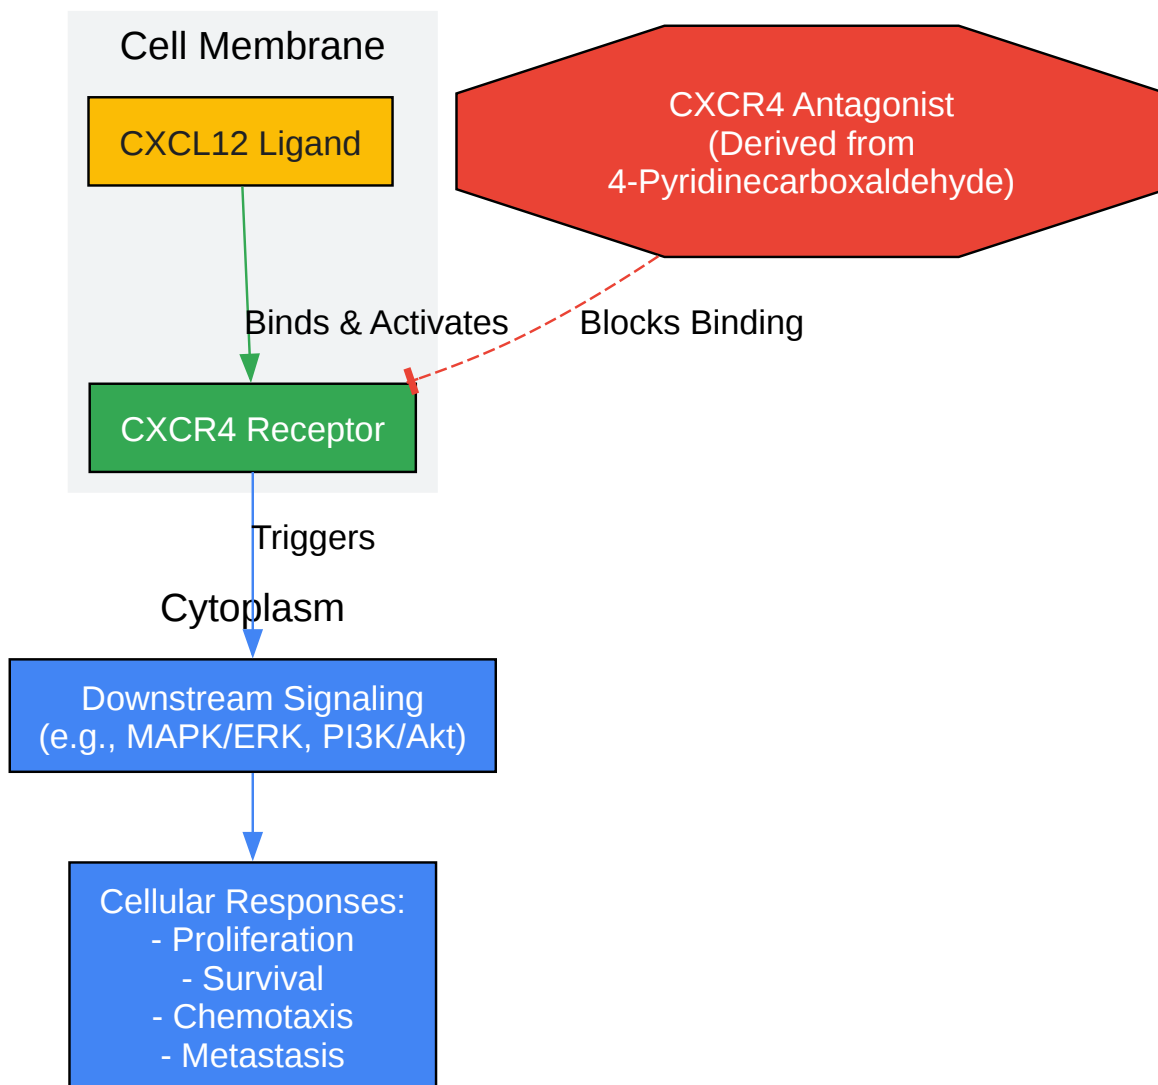 Cell Membrane
CXCL12 Ligand
CXCR4 Antagonist
(Derived from
4-Pyridinecarboxaldehyde)
Binds & Activates
Blocks Binding
CXCR4 Receptor
Triggers
Cytoplasm
Downstream Signaling
(e.g., MAPK/ERK, PI3K/Akt)
Cellular Responses:
- Proliferation
- Survival
- Chemotaxis
- Metastasis